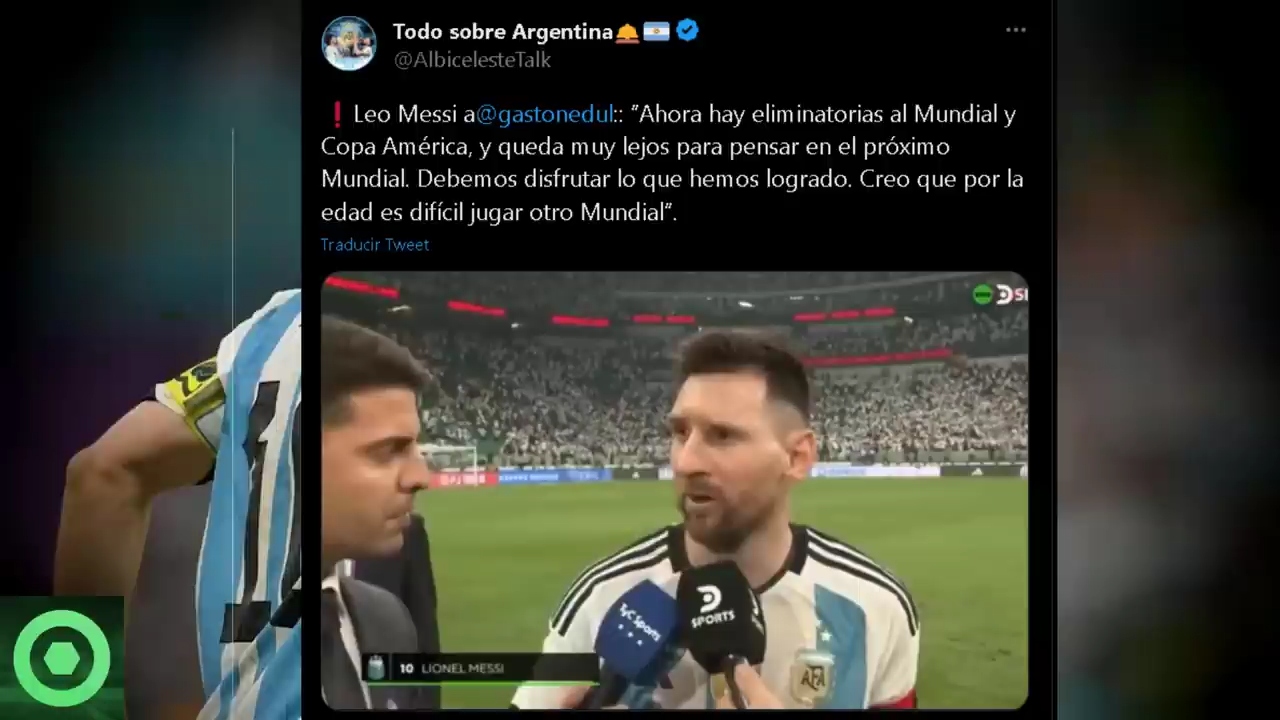 Todo sobre Argentina
@AlbicelesteTalk
Leo Messi a@gastonedul:: “Ahora hay eliminatorias al Mundial y
Copa América, y queda muy lejos para pensar en el próximo
Mundial. Debemos disfrutar lo que hemos logrado. Creo que por la
edad es difícil jugar otro Mundial”.
Traducir Tweet
TyC Sports
D
SPORTS
AFA
10 LIONEL MESSI